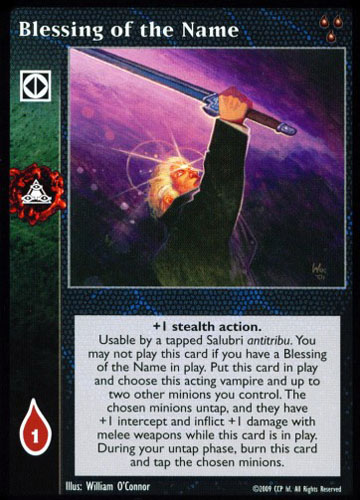 Blessing of the Name
+1 stealth action.
Usable by a tapped Salubri antitribu. You
may not play this card if you have a Blessing
of the Name in play. Put this card in play
and choose this acting vampire and up to
two other minions you control. The
chosen minions untap, and they have
+1 intercept and inflict +1 damage with
melee weapons while this card is in play.
During your untap phase, burn this card
and tap the chosen minions.
1
Illus: William O'Connor
©2009 CCP hf. All Rights Reserved